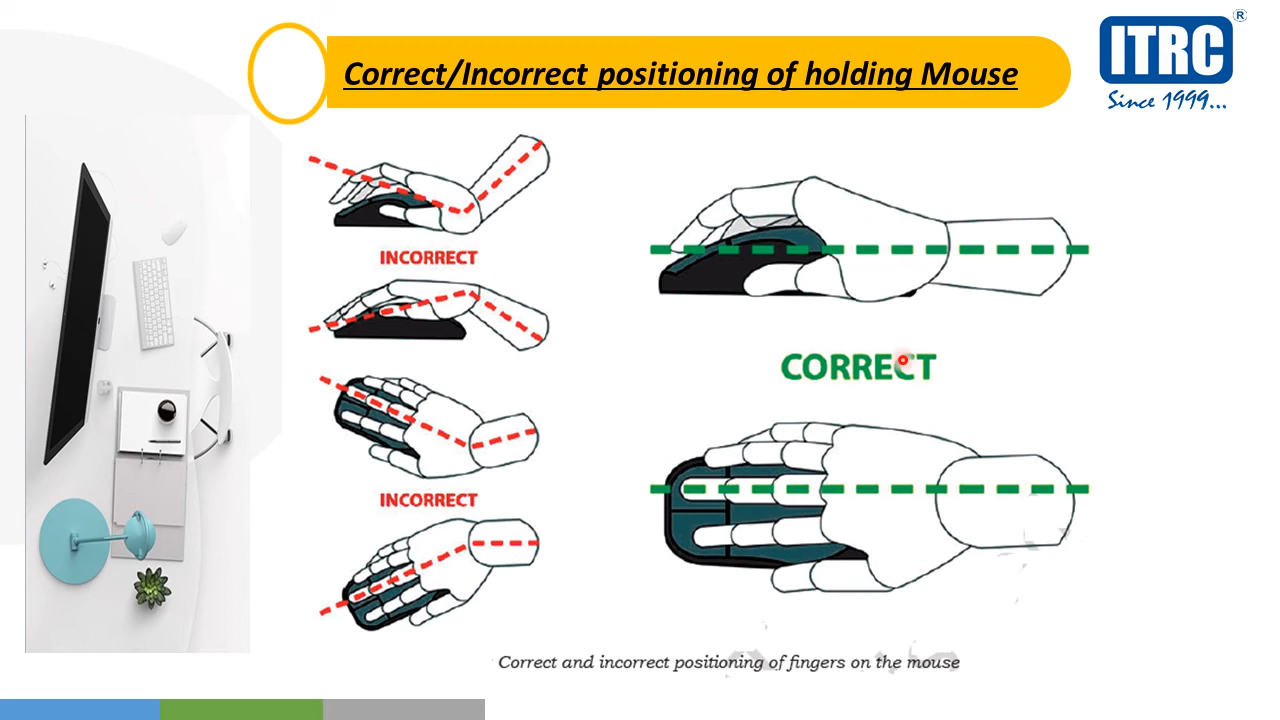 Correct/Incorrect positioning of holding Mouse
ITRC®
Since 1999...
INCORRECT
CORRECT
INCORRECT
Correct and incorrect positioning of fingers on the mouse